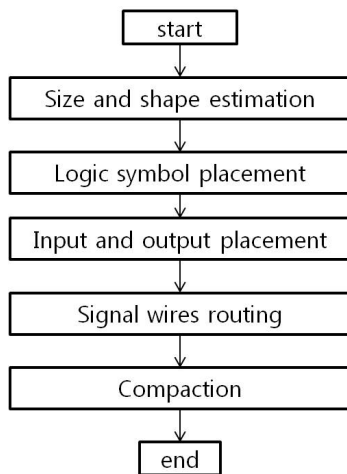 start
Size and shape estimation
Logic symbol placement
Input and output placement
Signal wires routing
Compaction
end